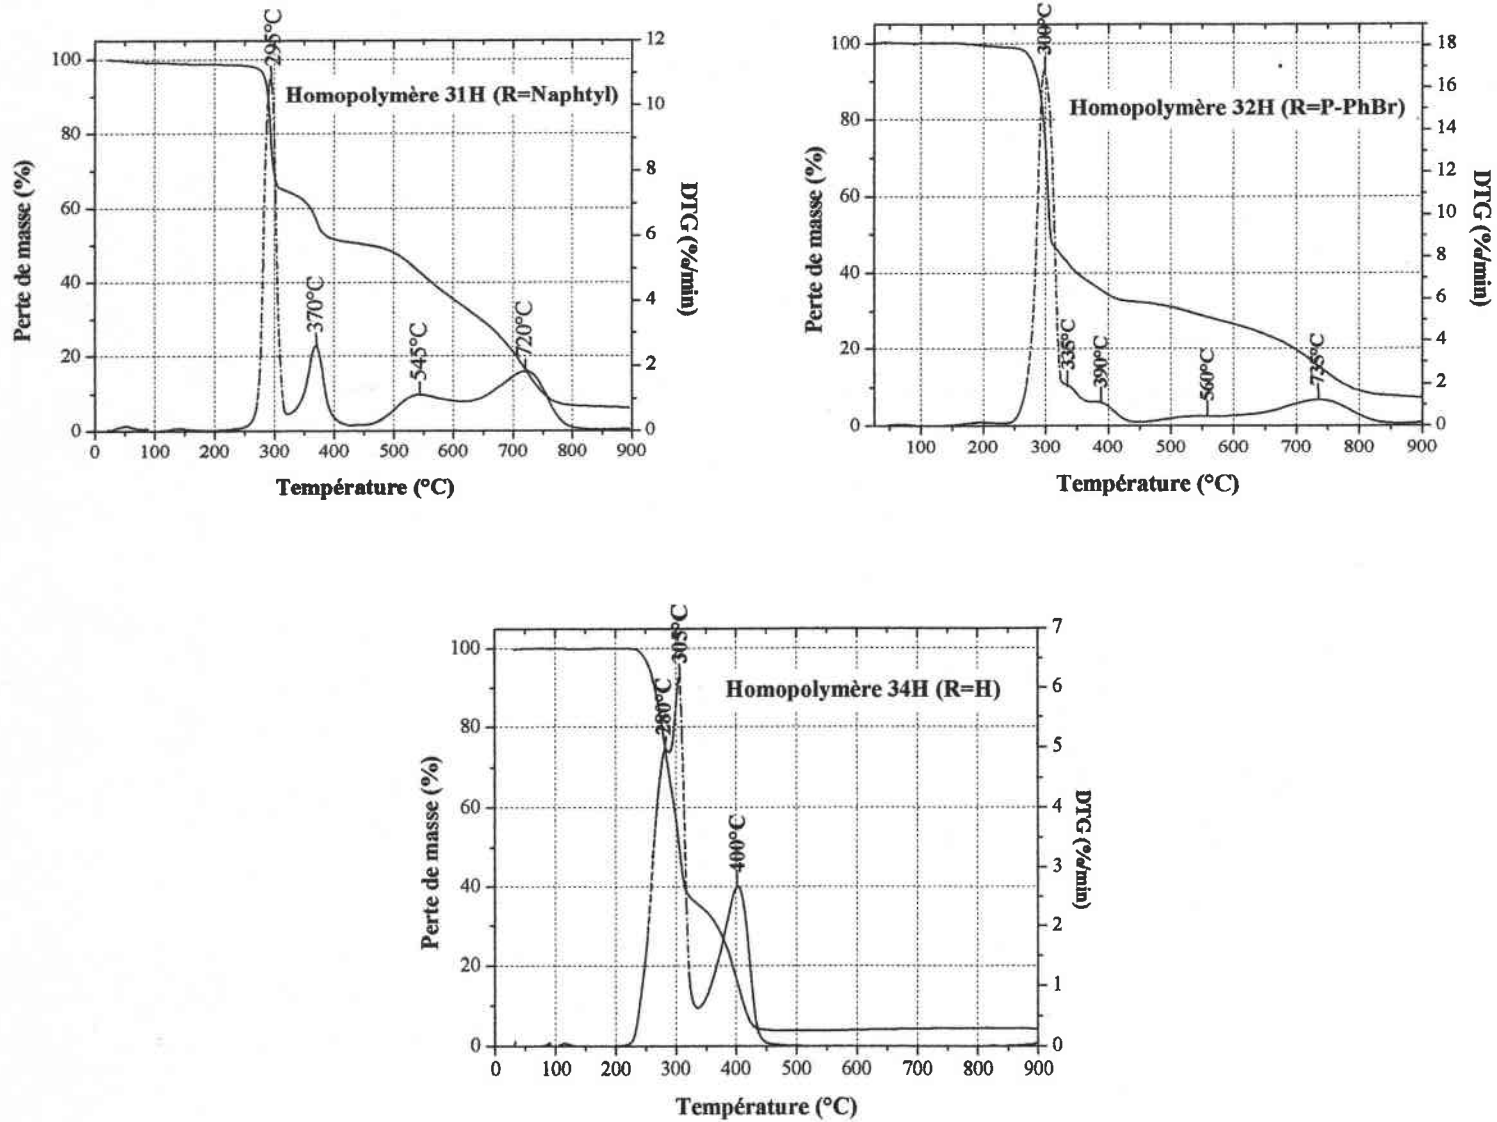 295°C
12
100
Homopolymère 31H (R=Naphtyl)
10
80
8
Perte de masse (%)
DTG (%/min)
60
6
40
370°C
545°C
720°C
4
20
2
0
0
0 100 200 300 400 500 600 700 800 900
Température (°C)
300°C
100
18
16
Homopolymère 32H (R=P-PhBr)
80
14
12
Perte de masse (%)
DTG (%/min)
60
10
8
40
6
335°C
390°C
560°C
735°C
20
4
2
0
0
100 200 300 400 500 600 700 800 900
Température (°C)
305°C
7
100
280°C
Homopolymère 34H (R=H)
6
80
5
Perte de masse (%)
DTG (%/min)
60
4
400°C
3
40
2
20
1
0
0
0 100 200 300 400 500 600 700 800 900
Température (°C)